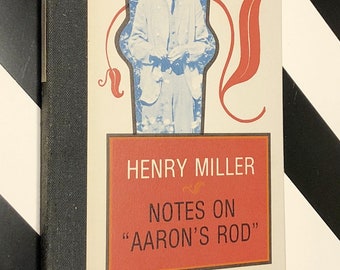 HENRY MILLER
NOTES ON
"AARON'S ROD"